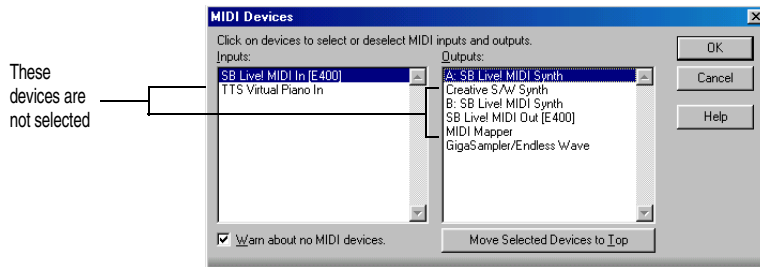 MIDI Devices
Click on devices to select or deselect MIDI inputs and outputs.
Inputs:
Outputs:
SB Live! MIDI In [E400]
TTS Virtual Piano In
A: SB Live! MIDI Synth
Creative S/W Synth
B: SB Live! MIDI Synth
SB Live! MIDI Out [E400]
MIDI Mapper
GigaSampler/Endless Wave
OK
Cancel
Help
Warn about no MIDI devices.
Move Selected Devices to Top
These
devices are
not selected